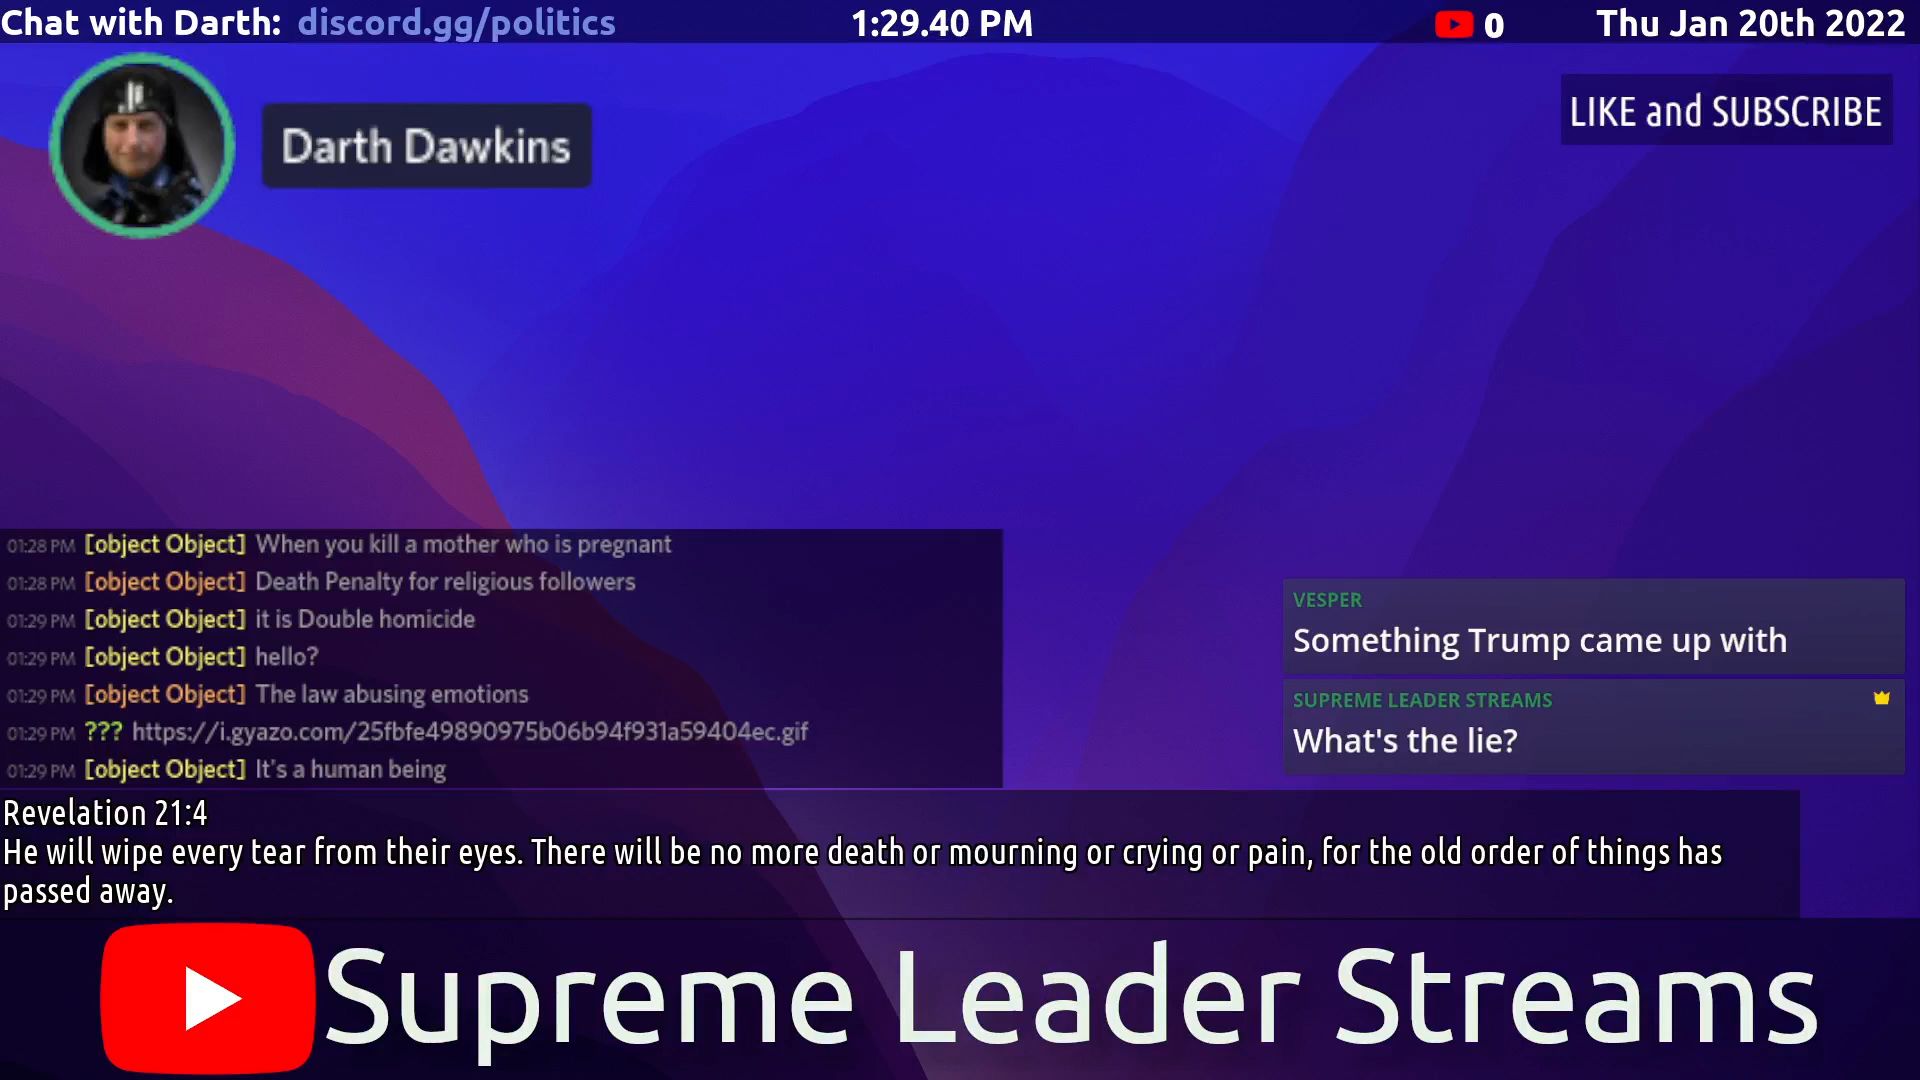 Chat with Darth: discord.gg/politics
1:29.40 PM
0
Thu Jan 20th 2022
Darth Dawkins
LIKE and SUBSCRIBE
01:28 PM [object Object] When you kill a mother who is pregnant
01:28 PM [object Object] Death Penalty for religious followers
01:29 PM [object Object] it is Double homicide
01:29 PM [object Object] hello?
01:29 PM [object Object] The law abusing emotions
01:29 PM ??? https://i.gyazo.com/25fbfe49890975b06b94f931a59404ec.gif
01:29 PM [object Object] It's a human being
VESPER
Something Trump came up with
SUPREME LEADER STREAMS
What's the lie?
Revelation 21:4
He will wipe every tear from their eyes. There will be no more death or mourning or crying or pain, for the old order of things has
passed away.
Supreme Leader Streams